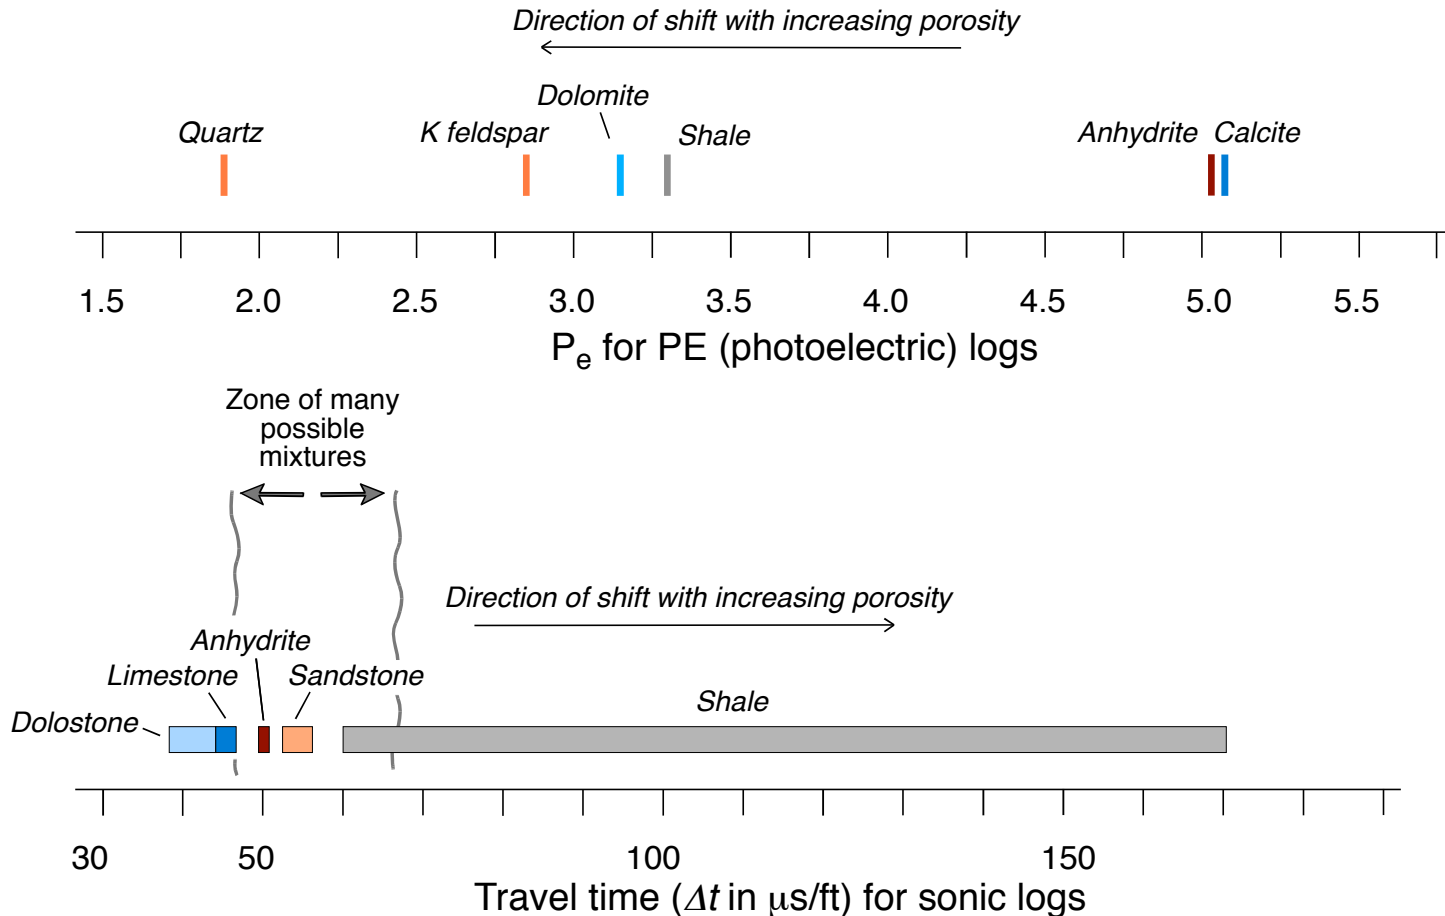 Direction of shift with increasing porosity
Dolomite
Quartz
K feldspar
Shale
Anhydrite
Calcite
1.5 2.0 2.5 3.0 3.5 4.0 4.5 5.0 5.5
Pe for PE (photoelectric) logs
Zone of many
possible
mixtures
Direction of shift with increasing porosity
Anhydrite
Limestone
Sandstone
Dolostone
Shale
30 50 100 150
Travel time (Δt in μs/ft) for sonic logs